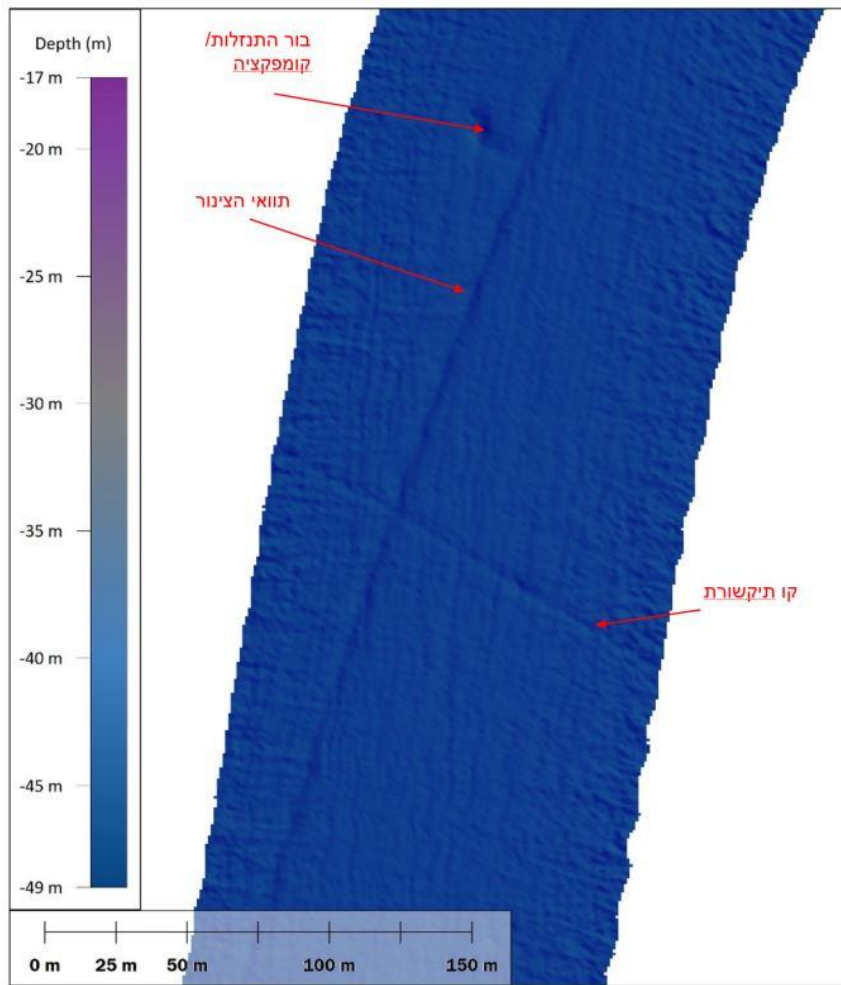 Depth (m)
-17 m
-20 m
-25 m
-30 m
-35 m
-40 m
-45 m
-49 m
בור התנזלות/
קומפקציה
תוואי הצינור
קו תיקשורת
0 m 25 m 50 m 100 m 150 m